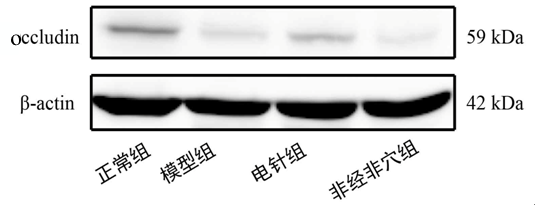 occludin
59 kDa
β-actin
42 kDa
正常组
模型组
电针组
非经非穴组